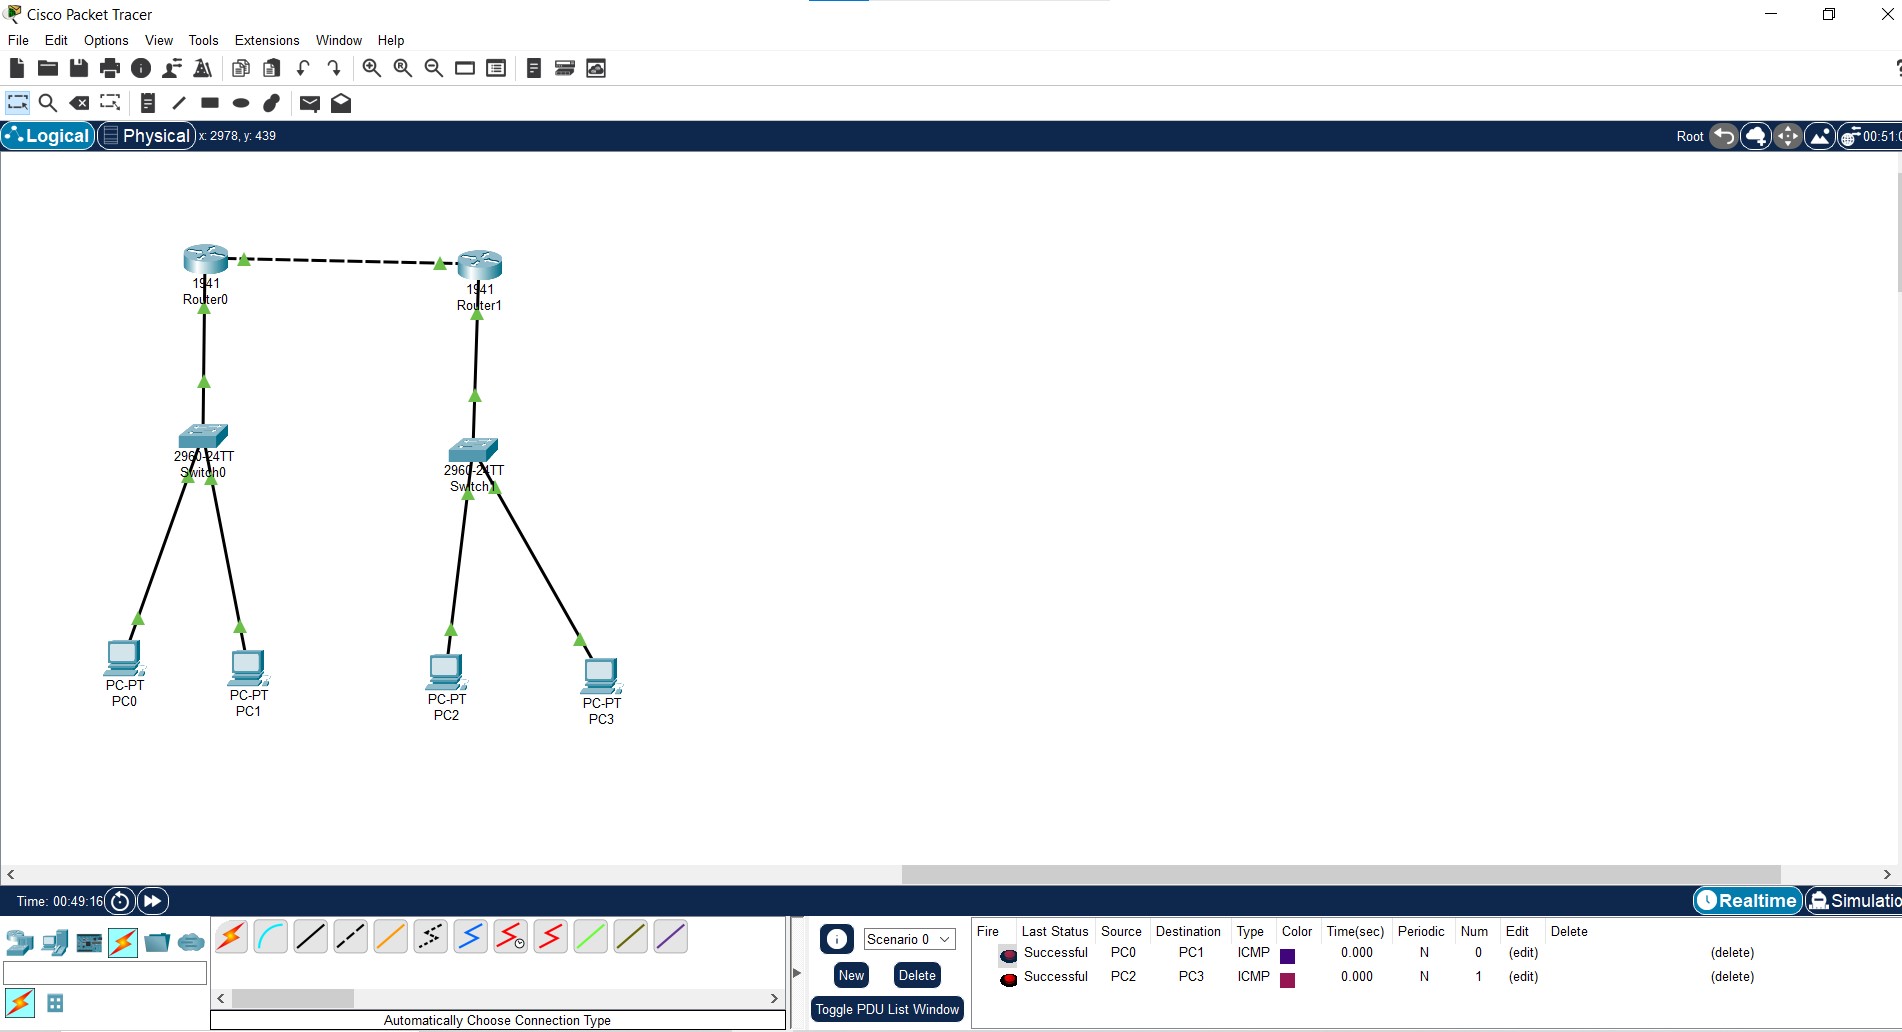 Cisco Packet Tracer
File Edit Options View Tools Extensions Window Help
Logical Physical x: 2978, y: 439 Root 00:51:0
1941
Router0
1941
Router1
2960-24TT
Switch0
2960-24TT
Switch1
PC-PT
PC0
PC-PT
PC1
PC-PT
PC2
PC-PT
PC3
Time: 00:49:16 Realtime Simulatio
Scenario 0
New Delete
Toggle PDU List Window
Automatically Choose Connection Type
Fire Last Status Source Destination Type Color Time(sec) Periodic Num Edit Delete
Successful PC0 PC1 ICMP 0.000 N 0 (edit) (delete)
Successful PC2 PC3 ICMP 0.000 N 1 (edit) (delete)